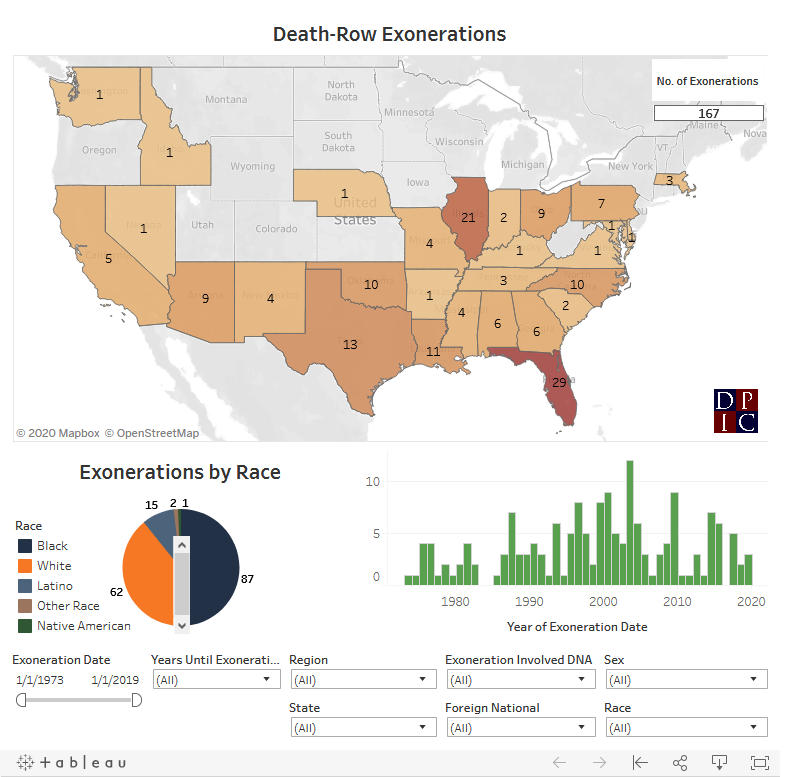 Death-Row Exonerations
No. of Exonerations
167
Montana
North
Dakota
Minnesota
Maine
Nova
1
Oregon
1
South
Dakota
Wisconsin
VT
Wyoming
Michigan
New York
Iowa
3
1
United
States
1
Utah
Colorado
5
4
21
2
9
7
1
1
1
1
9
4
10
1
3
10
2
4
6
6
13
11
29
© 2020 Mapbox © OpenStreetMap
D P
I C
Exonerations by Race
15
2
1
62
87
Race
Black
White
Latino
Other Race
Native American
10
5
0
1980
1990
2000
2010
2020
Year of Exoneration Date
Exoneration Date
1/1/1973
1/1/2019
Years Until Exonerati...
(All)
Region
(All)
Exoneration Involved DNA
(All)
Sex
(All)
State
(All)
Foreign National
(All)
Race
(All)
+ a b l e a u